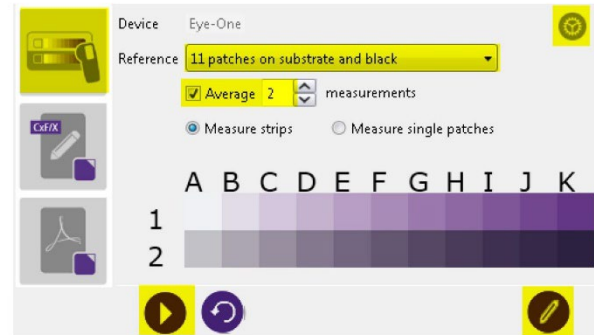 Device Eye-One
Reference 11 patches on substrate and black
Average 2 measurements
CxF/X
Measure strips Measure single patches
A B C D E F G H I J K
1
2